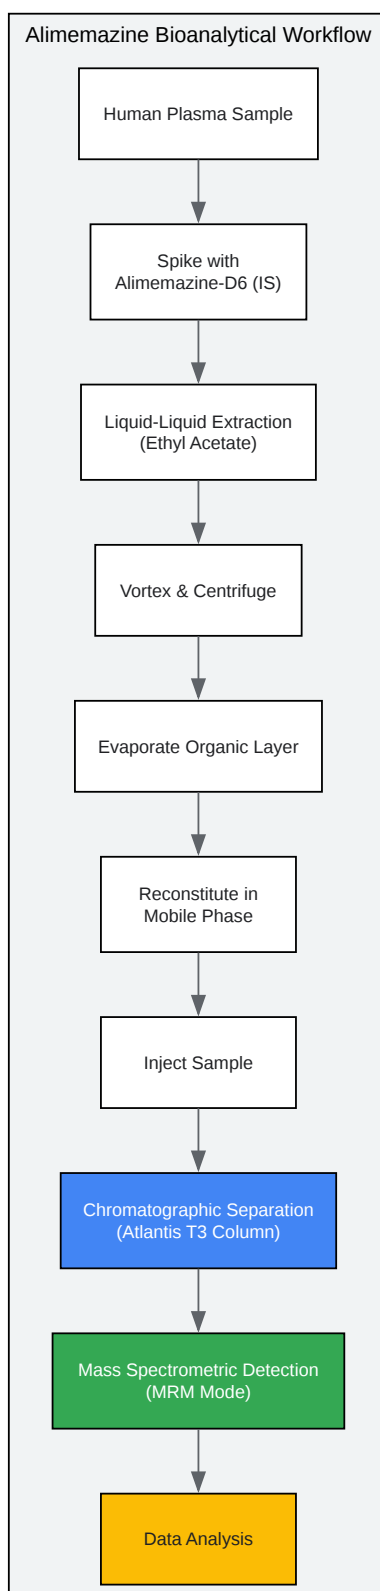 Alimemazine Bioanalytical Workflow
Human Plasma Sample
Spike with
Alimemazine-D6 (IS)
Liquid-Liquid Extraction
(Ethyl Acetate)
Vortex & Centrifuge
Evaporate Organic Layer
Reconstitute in
Mobile Phase
Inject Sample
Chromatographic Separation
(Atlantis T3 Column)
Mass Spectrometric Detection
(MRM Mode)
Data Analysis